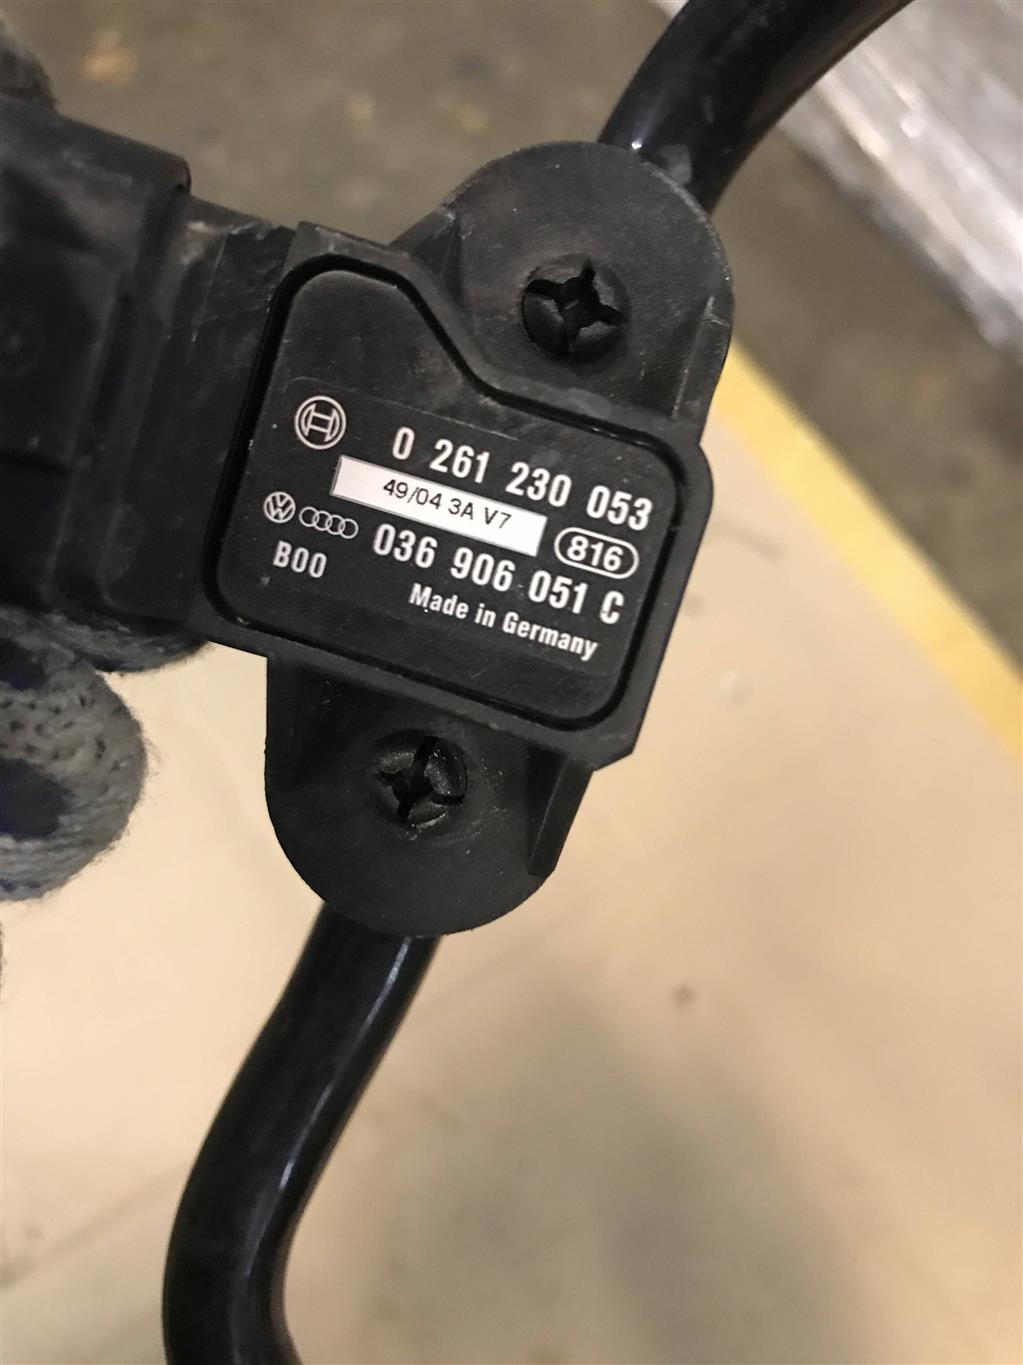 0 261 230 053
49/04 3A V7
816
036 906 051 C
B00
Made in Germany